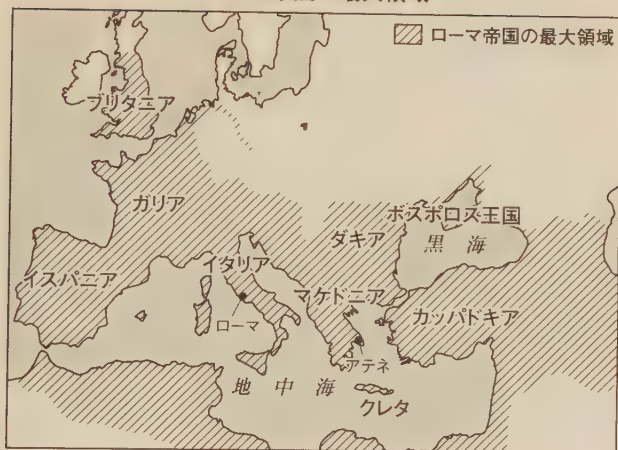 ローマ帝国の最大領域
ブリタニア
ガリア
ボスポロス王国
ダキア
黒海
イスパニア
イタリア
マケドニア
カッパドキア
ローマ
アテネ
地中海
クレタ